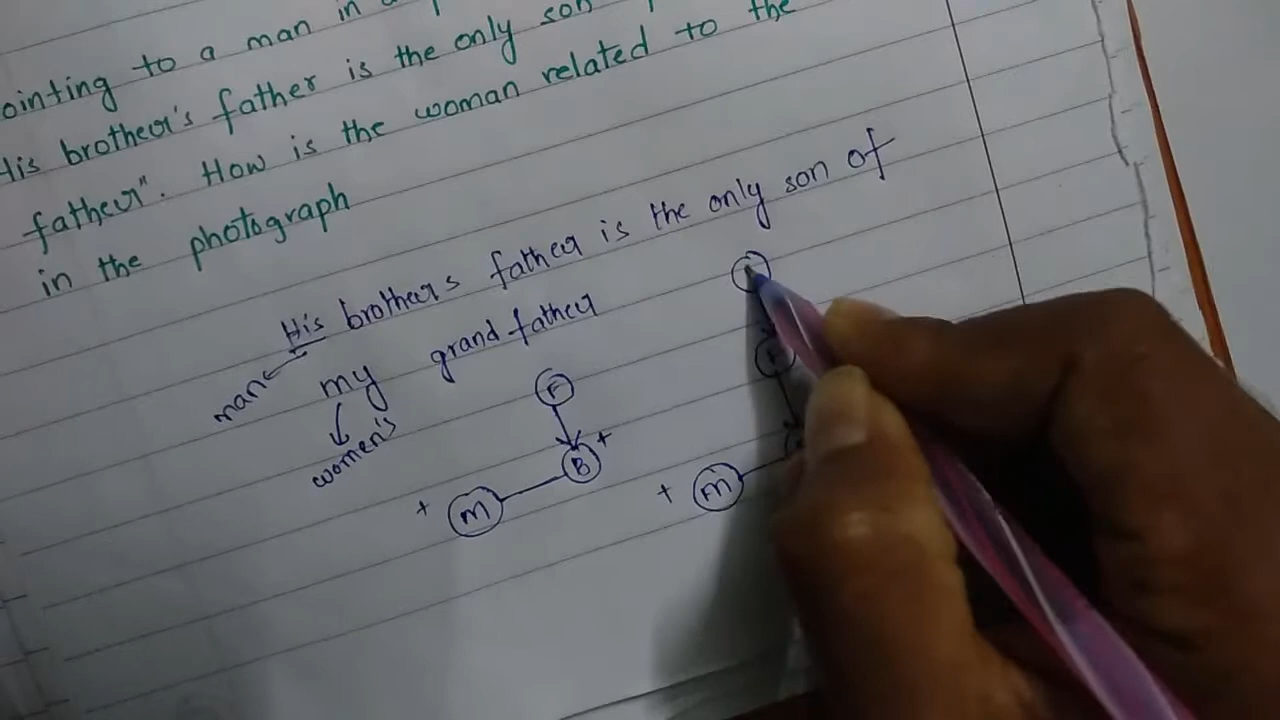 ointing to a man in
His brother's father is the only son
father". How is the woman related to the
in the photograph
His brothers father is the only son of
man my grand father
women's
F
B +
+ m
+ m